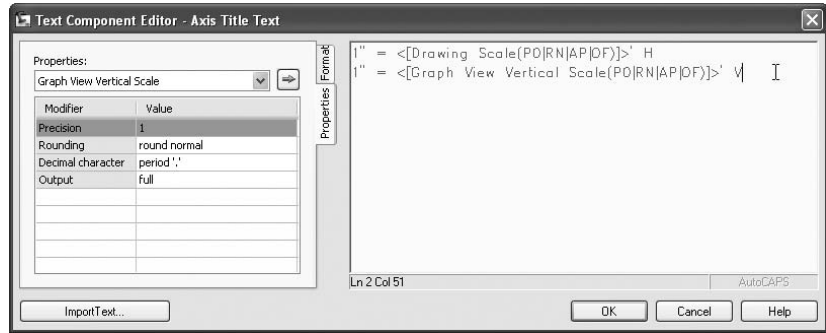 Text Component Editor - Axis Title Text
Properties:
Graph View Vertical Scale
Modifier Value
Precision 1
Rounding round normal
Decimal character period '.'
Output full
Format
Properties
1" = <[Drawing Scale(P0|RN|AP|OF)]>' H
1" = <[Graph View Vertical Scale(P0|RN|AP|OF)]>' V
Ln 2 Col 51
AutoCAPS
ImportText...
OK Cancel Help